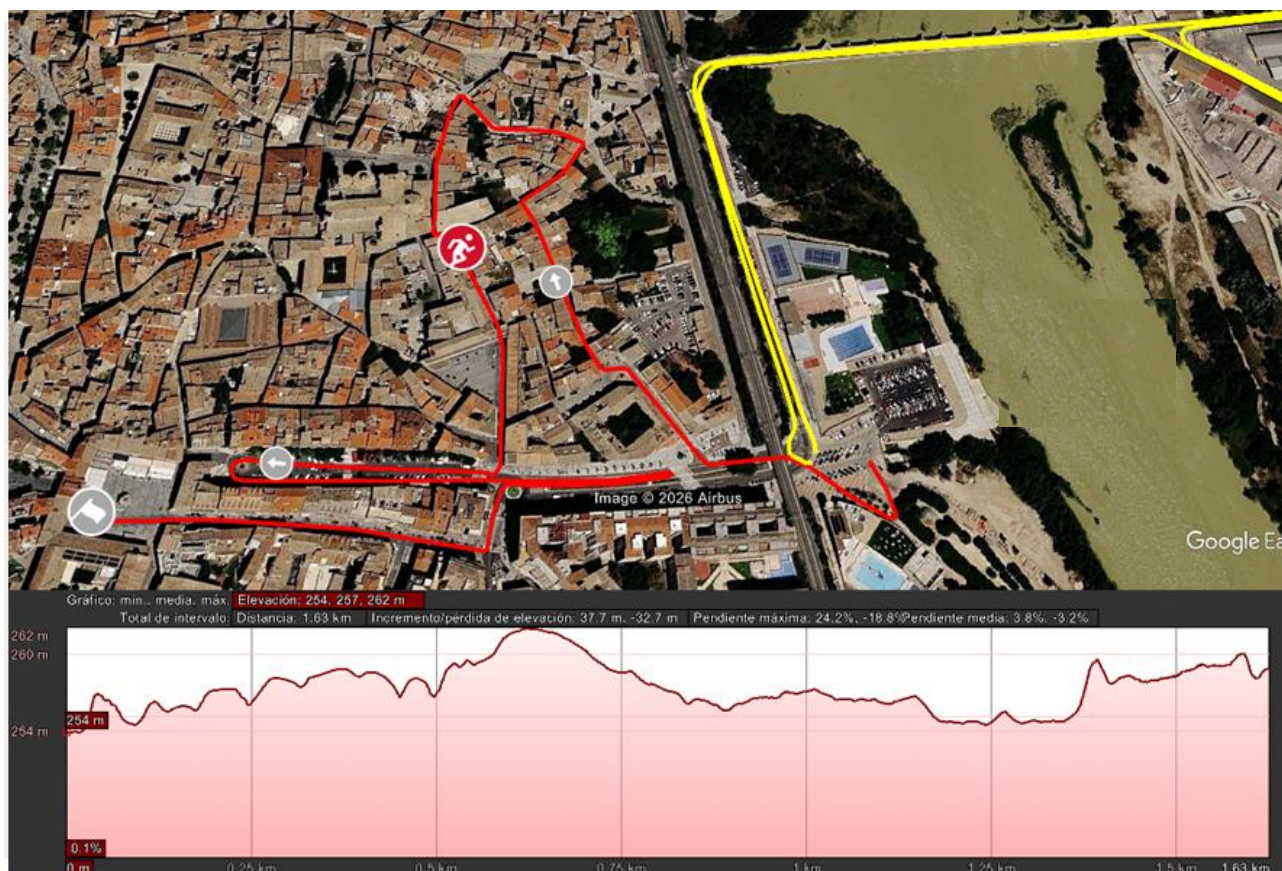 Image © 2026 Airbus
Google Ea
Gráfico: min., media, máx. Elevación: 254, 257, 262 m
Total de intervalo: Distancia: 1.63 km Incremento/pérdida de elevación: 37.7 m, -32.7 m Pendiente máxima: 24.2%, -18.8% Pendiente media: 3.8%, -3.2%
262 m
260 m
254 m
254 m
0.1%
0 m 0.25 km 0.5 km 0.75 km 1 km 1.25 km 1.5 km 1.63 km